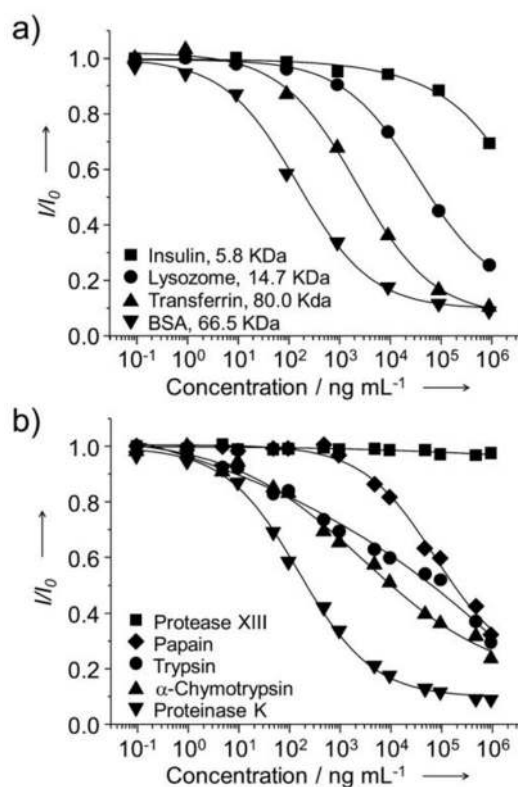 a)
1.0
0.8
0.6
0.4
0.2
0.0
I/I₀
■ Insulin, 5.8 KDa
● Lysozome, 14.7 KDa
▲ Transferrin, 80.0 Kda
▼ BSA, 66.5 KDa
10⁻¹ 10⁰ 10¹ 10² 10³ 10⁴ 10⁵ 10⁶
Concentration / ng mL⁻¹
b)
1.0
0.8
0.6
0.4
0.2
0.0
I/I₀
■ Protease XIII
◆ Papain
● Trypsin
▲ α-Chymotrypsin
▼ Proteinase K
10⁻¹ 10⁰ 10¹ 10² 10³ 10⁴ 10⁵ 10⁶
Concentration / ng mL⁻¹